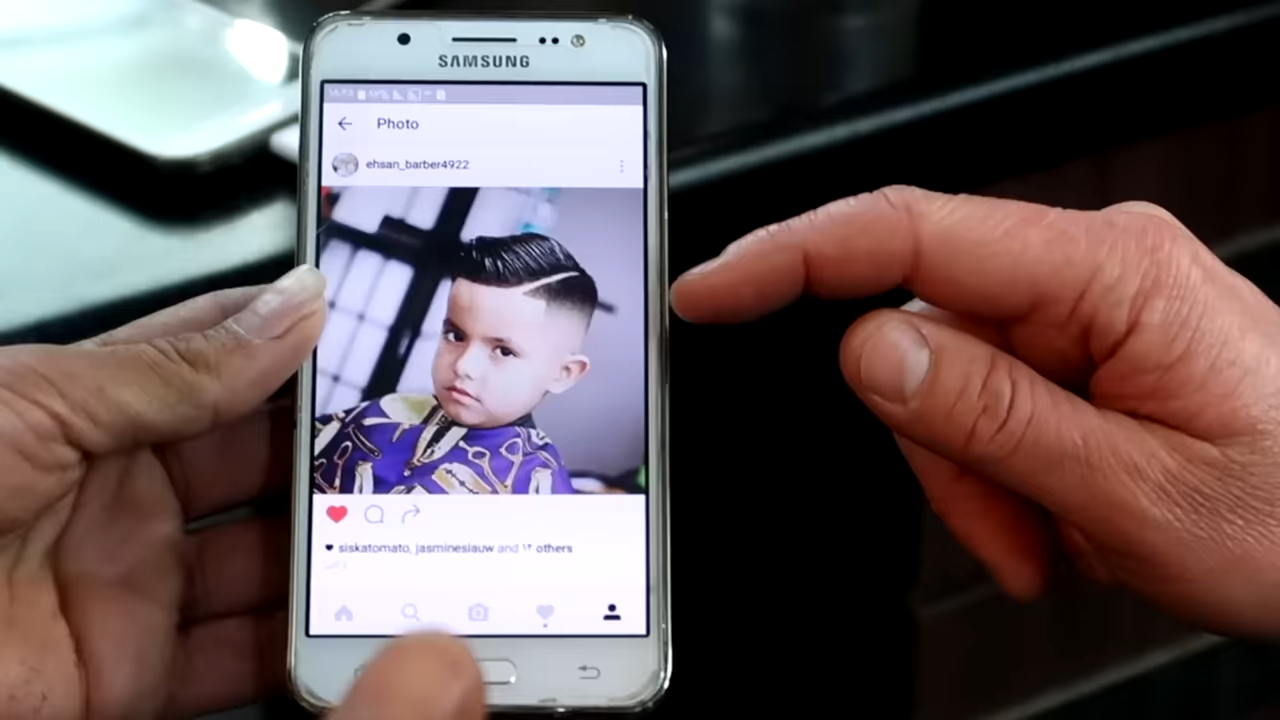 SAMSUNG
Photo
ehsan_barber4922
siskatomato, jasminesiauw and others